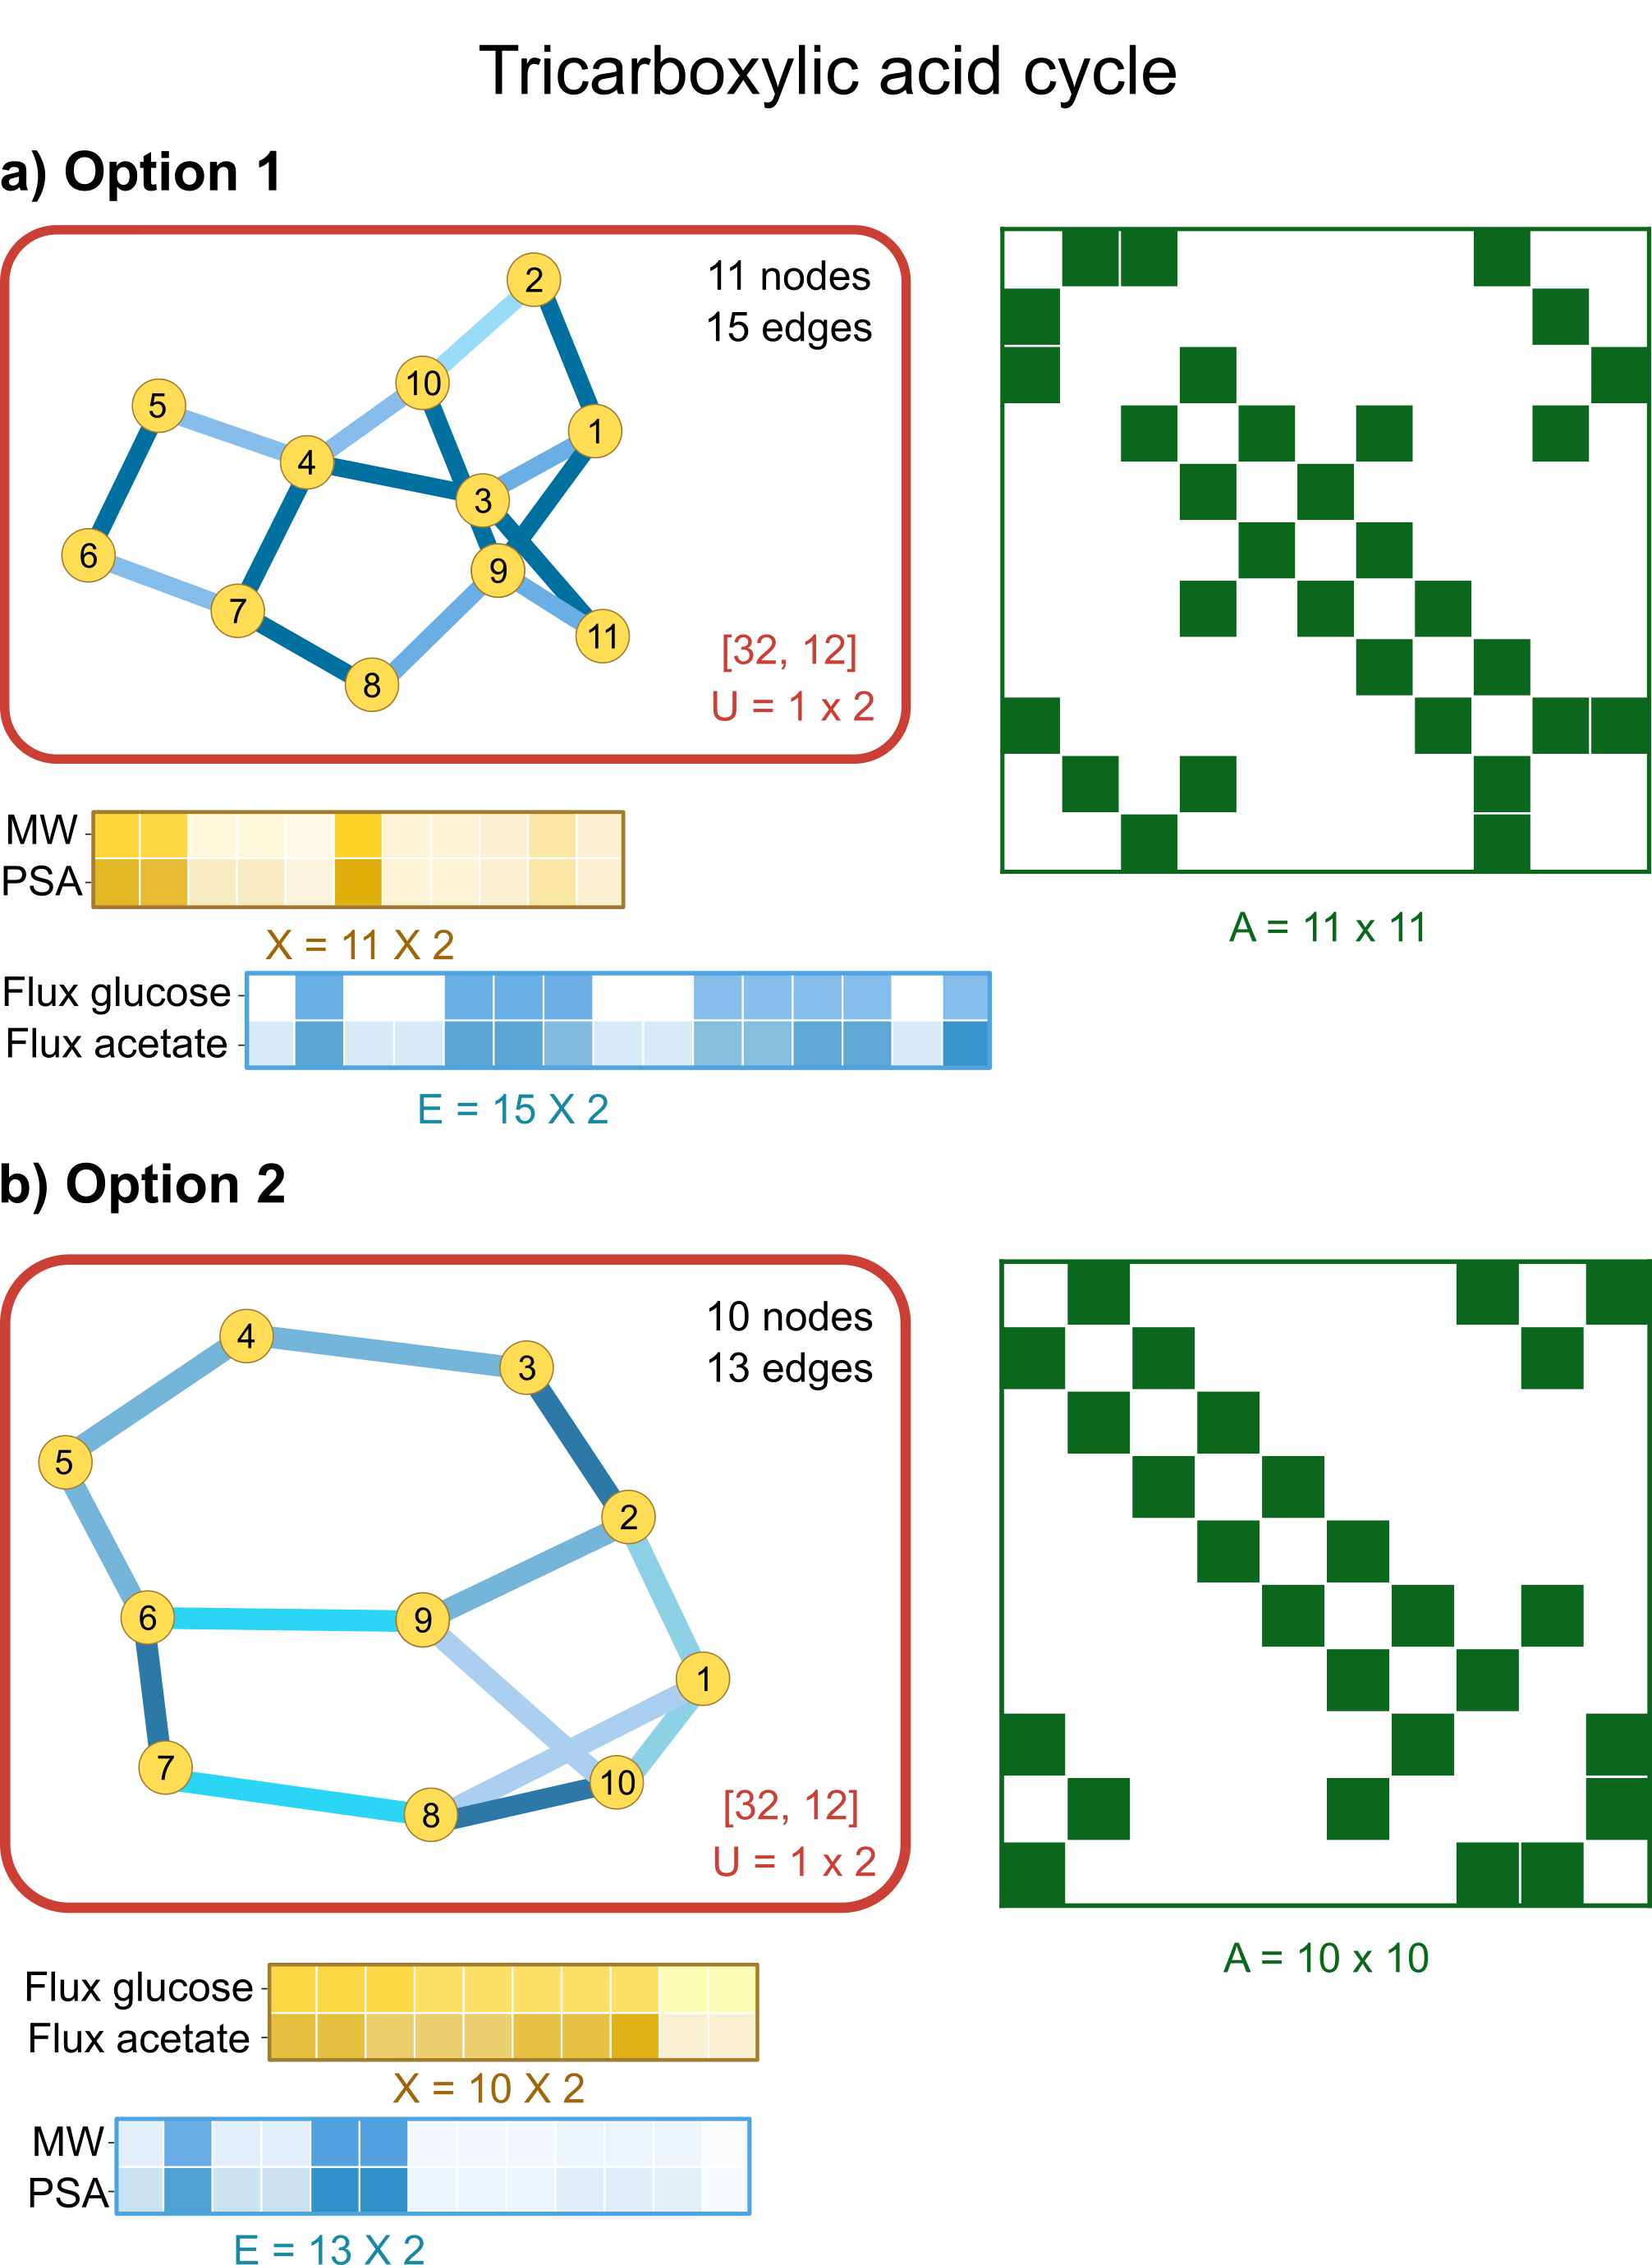 Tricarboxylic acid cycle
a) Option 1
11 nodes
15 edges
2
10
5
1
4
3
6
9
7
11
8
[32, 12]
U = 1 x 2
A = 11 x 11
MW
PSA
X = 11 X 2
Flux glucose
Flux acetate
E = 15 X 2
b) Option 2
10 nodes
13 edges
4
3
5
2
6
9
1
7
10
8
[32, 12]
U = 1 x 2
A = 10 x 10
Flux glucose
Flux acetate
X = 10 X 2
MW
PSA
E = 13 X 2